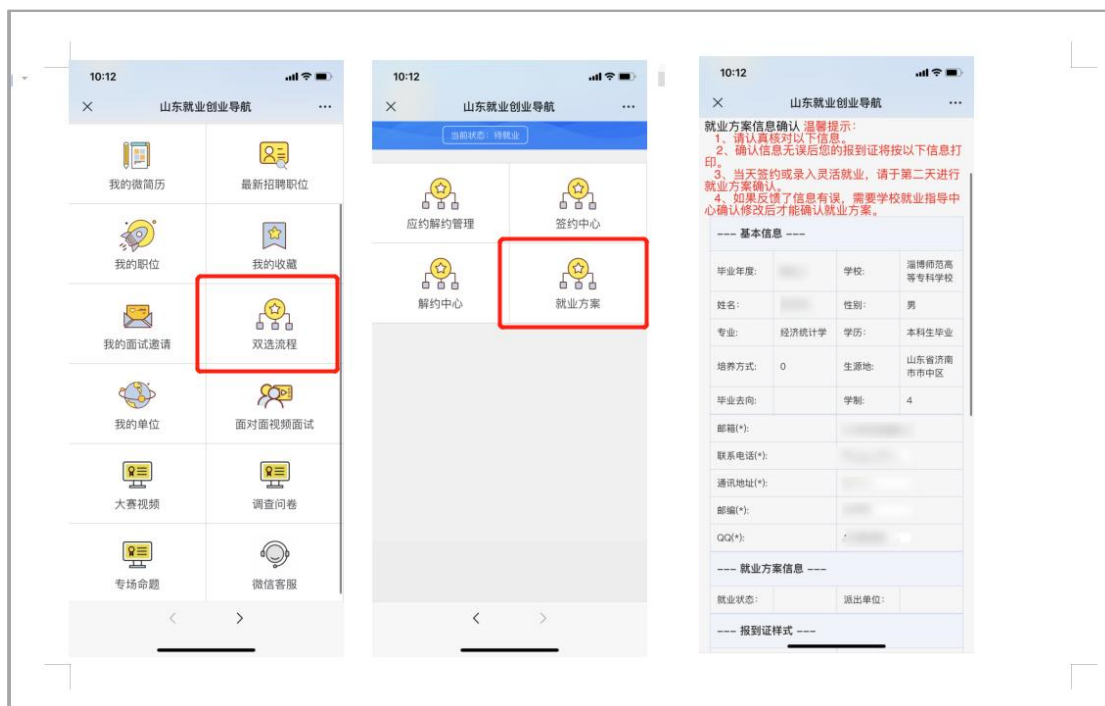 10:12
山东就业创业导航
我的微简历
最新招聘职位
我的职位
我的收藏
我的面试邀请
双选流程
我的单位
面对面视频面试
大赛视频
调查问卷
专场命题
微信客服
10:12
山东就业创业导航
当前状态：待就业
应约解约管理
签约中心
解约中心
就业方案
10:12
山东就业创业导航
就业方案信息确认 温馨提示：
1、请认真核对以下信息。
2、确认信息无误后您的报到证将按以下信息打
印。
3、当天签约或录入灵活就业，请于第二天进行
就业方案确认。
4、如果反馈了信息有误，需要学校就业指导中
心确认修改后才能确认就业方案。
--- 基本信息 ---
毕业年度: 学校: 淄博师范高
等专科学校
姓名: 性别: 男
专业: 经济统计学 学历: 本科生毕业
培养方式: 0 生源地: 山东省济南
市市中区
毕业去向: 学制: 4
邮箱(*):
联系电话(*):
通讯地址(*):
邮编(*):
QQ(*):
--- 就业方案信息 ---
就业状态: 派出单位:
--- 报到证样式 ---